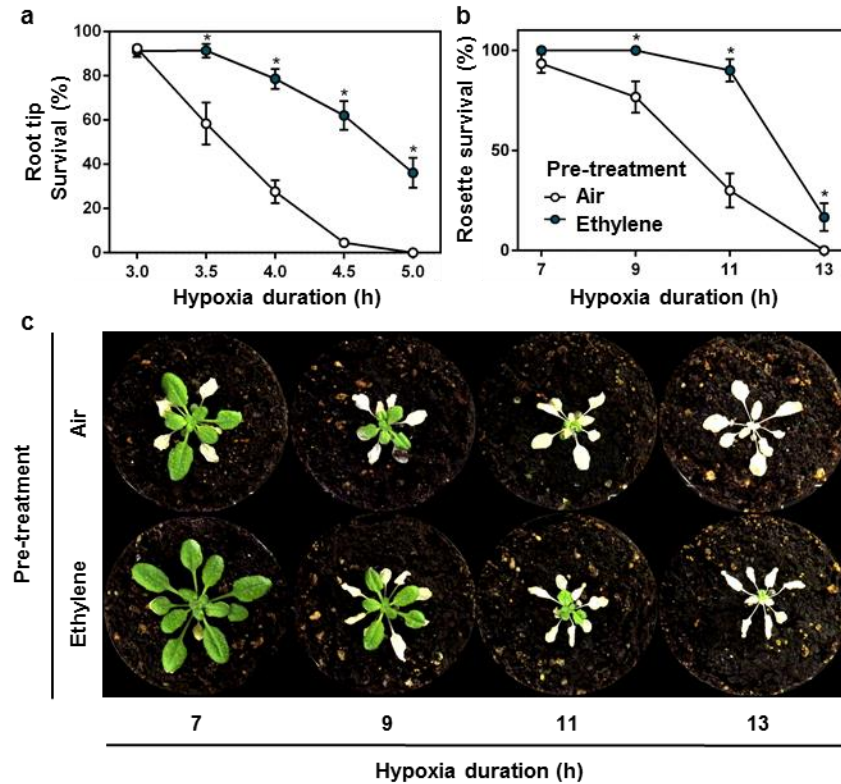 a
100
80
60
40
20
0
Root tip
Survival (%)
* * * *
3.0 3.5 4.0 4.5 5.0
Hypoxia duration (h)
b
100
50
0
Rosette survival (%)
* * *
Pre-treatment
Air
Ethylene
7 9 11 13
Hypoxia duration (h)
c
Pre-treatment
Air
Ethylene
7 9 11 13
Hypoxia duration (h)